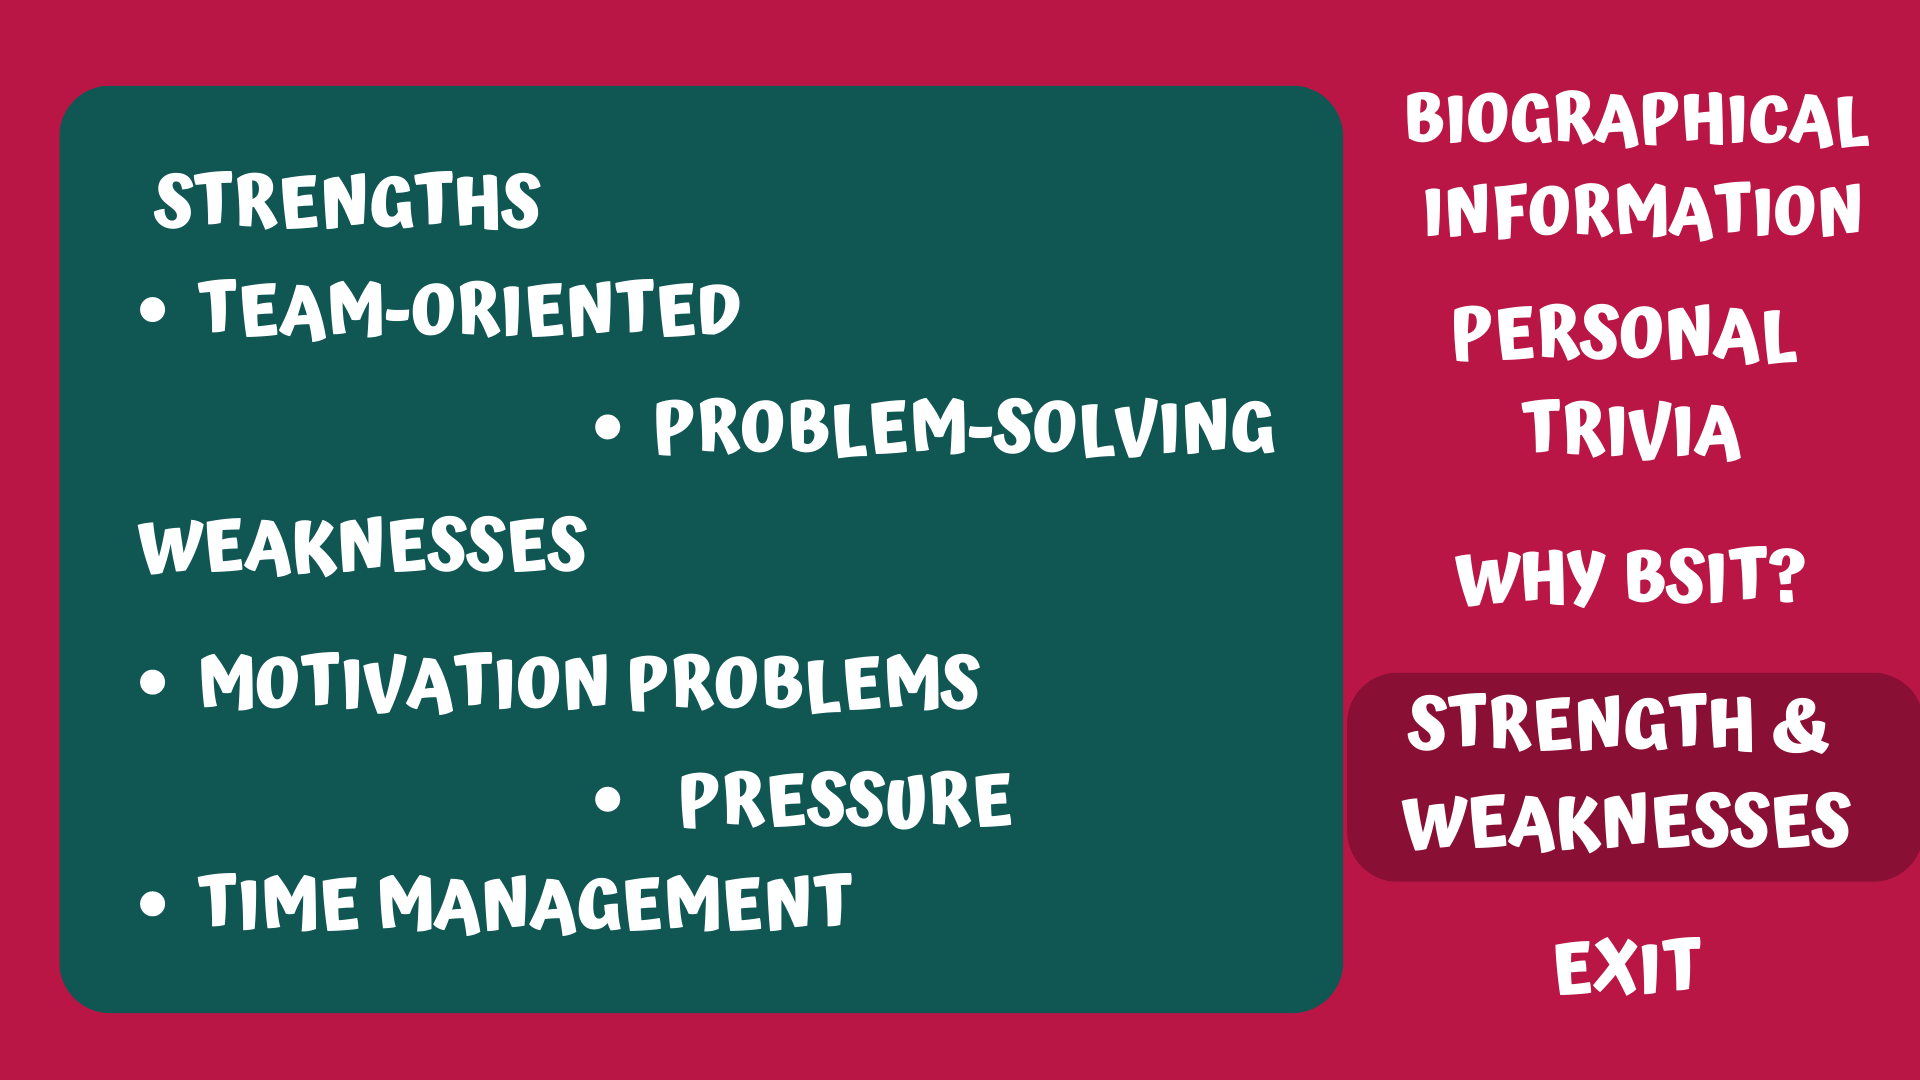 STRENGTHS
• TEAM-ORIENTED
• PROBLEM-SOLVING
WEAKNESSES
• MOTIVATION PROBLEMS
• PRESSURE
• TIME MANAGEMENT
BIOGRAPHICAL
INFORMATION
PERSONAL
TRIVIA
WHY BSIT?
STRENGTH &
WEAKNESSES
EXIT